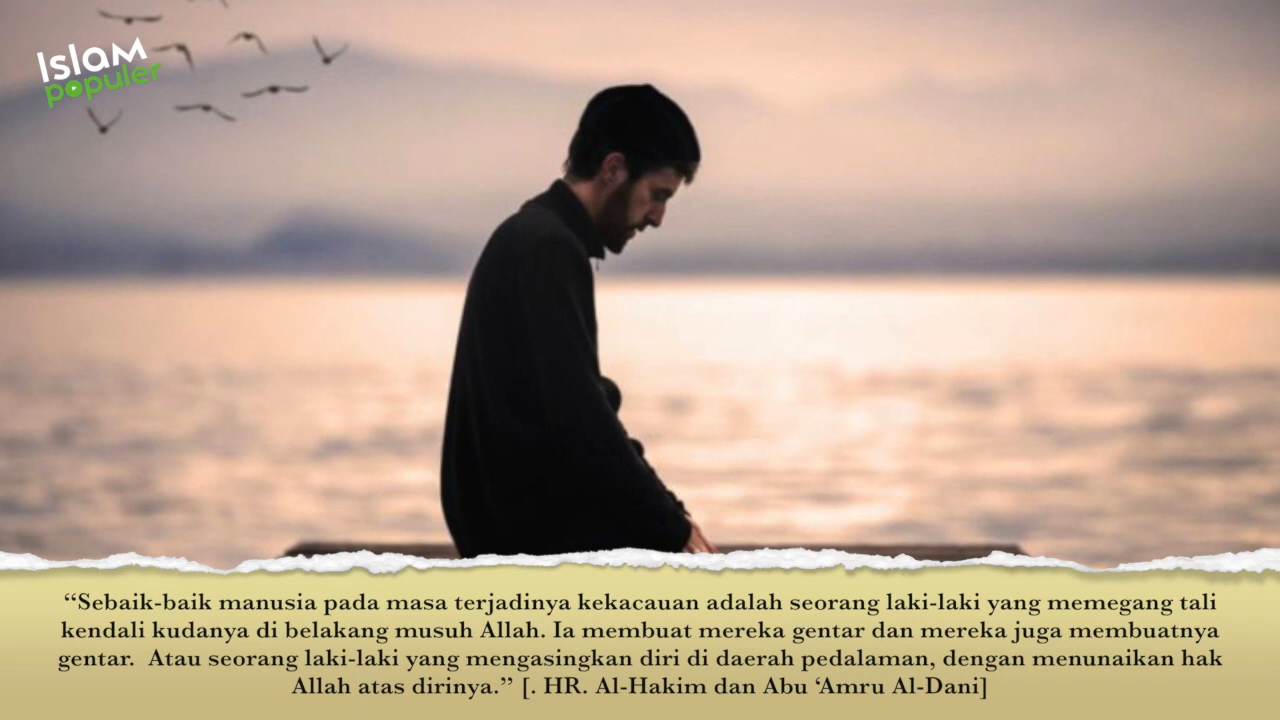 Islam
populer
“Sebaik-baik manusia pada masa terjadinya kekacauan adalah seorang laki-laki yang memegang tali
kendali kudanya di belakang musuh Allah. Ia membuat mereka gentar dan mereka juga membuatnya
gentar.  Atau seorang laki-laki yang mengasingkan diri di daerah pedalaman, dengan menunaikan hak
Allah atas dirinya.” [. HR. Al-Hakim dan Abu ‘Amru Al-Dani]